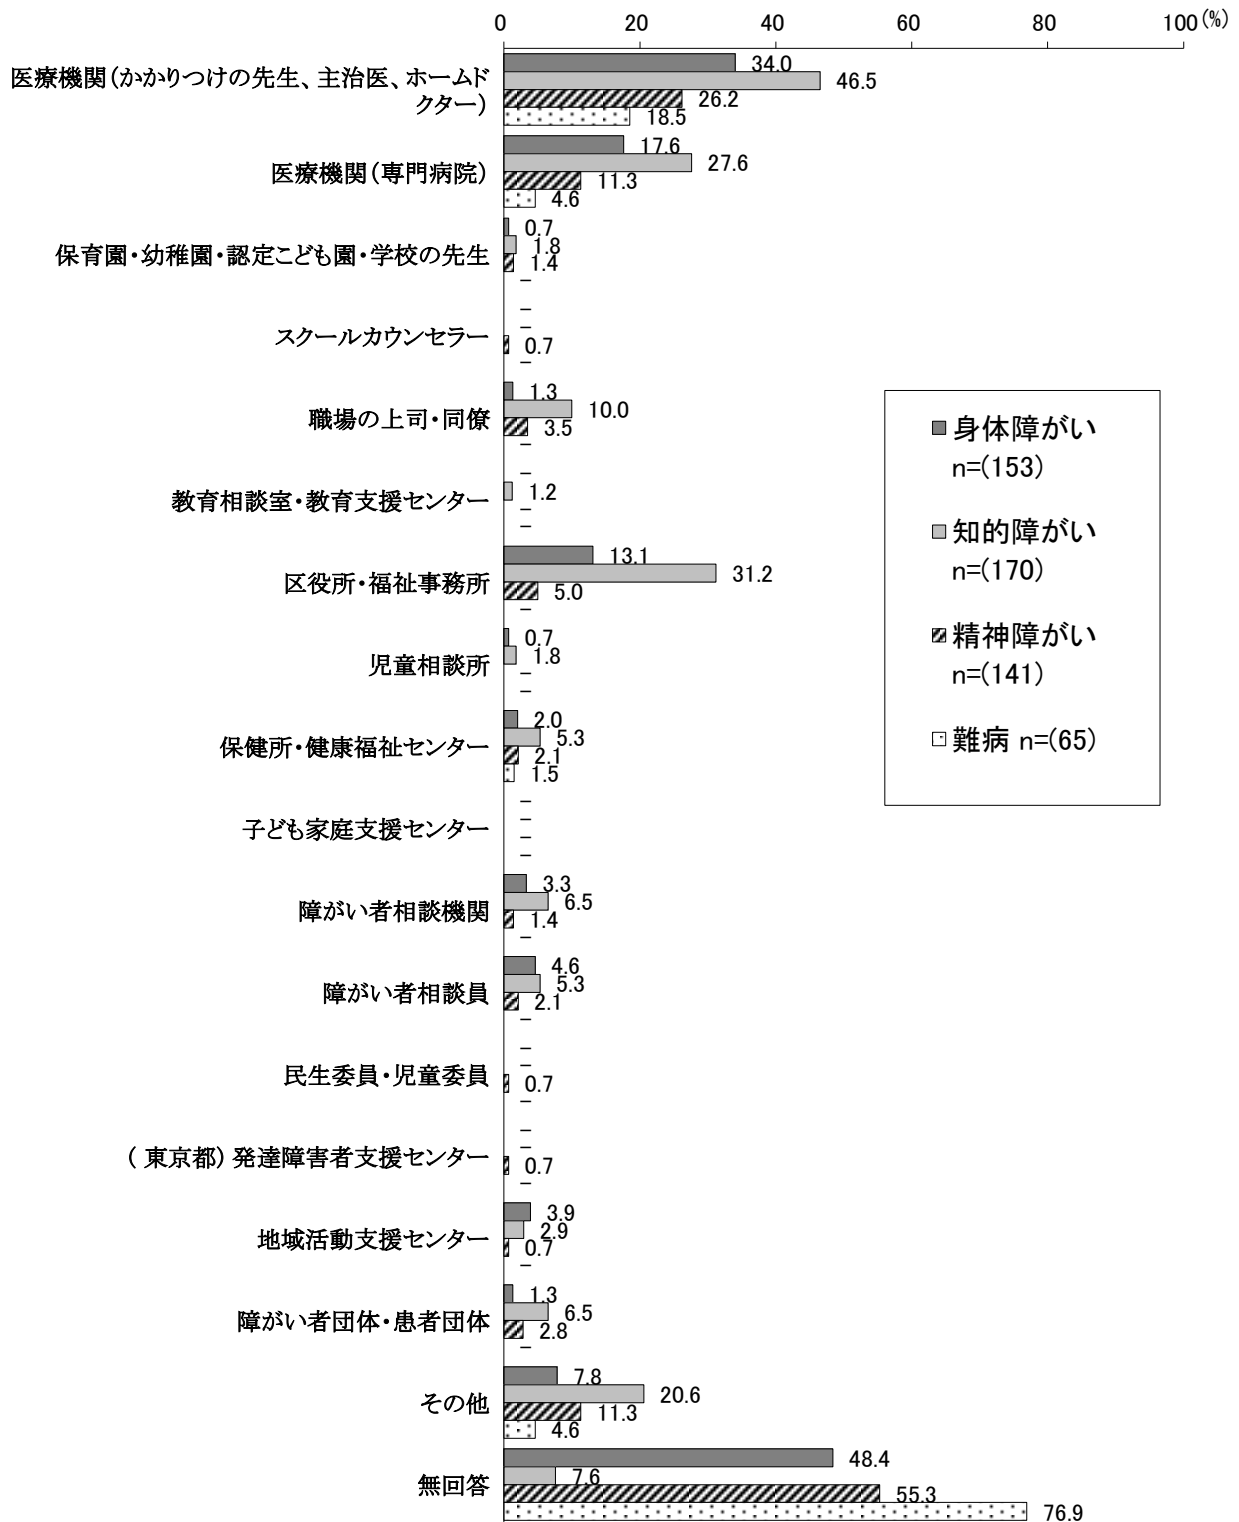 0 20 40 60 80 100 (%)
医療機関(かかりつけの先生、主治医、ホームド
クター)
34.0
46.5
26.2
18.5
医療機関(専門病院)
17.6
27.6
11.3
4.6
保育園・幼稚園・認定こども園・学校の先生
0.7
1.8
1.4
–
スクールカウンセラー
–
–
0.7
–
職場の上司・同僚
1.3
10.0
3.5
–
教育相談室・教育支援センター
–
1.2
–
–
区役所・福祉事務所
13.1
31.2
5.0
–
児童相談所
0.7
1.8
–
–
保健所・健康福祉センター
2.0
5.3
2.1
1.5
子ども家庭支援センター
–
–
–
–
障がい者相談機関
3.3
6.5
1.4
–
障がい者相談員
4.6
5.3
2.1
–
民生委員・児童委員
–
–
0.7
–
( 東京都) 発達障害者支援センター
–
–
0.7
–
地域活動支援センター
3.9
2.9
0.7
–
障がい者団体・患者団体
1.3
6.5
2.8
–
その他
7.8
20.6
11.3
4.6
無回答
48.4
7.6
55.3
76.9
身体障がい
n=(153)
知的障がい
n=(170)
精神障がい
n=(141)
難病 n=(65)